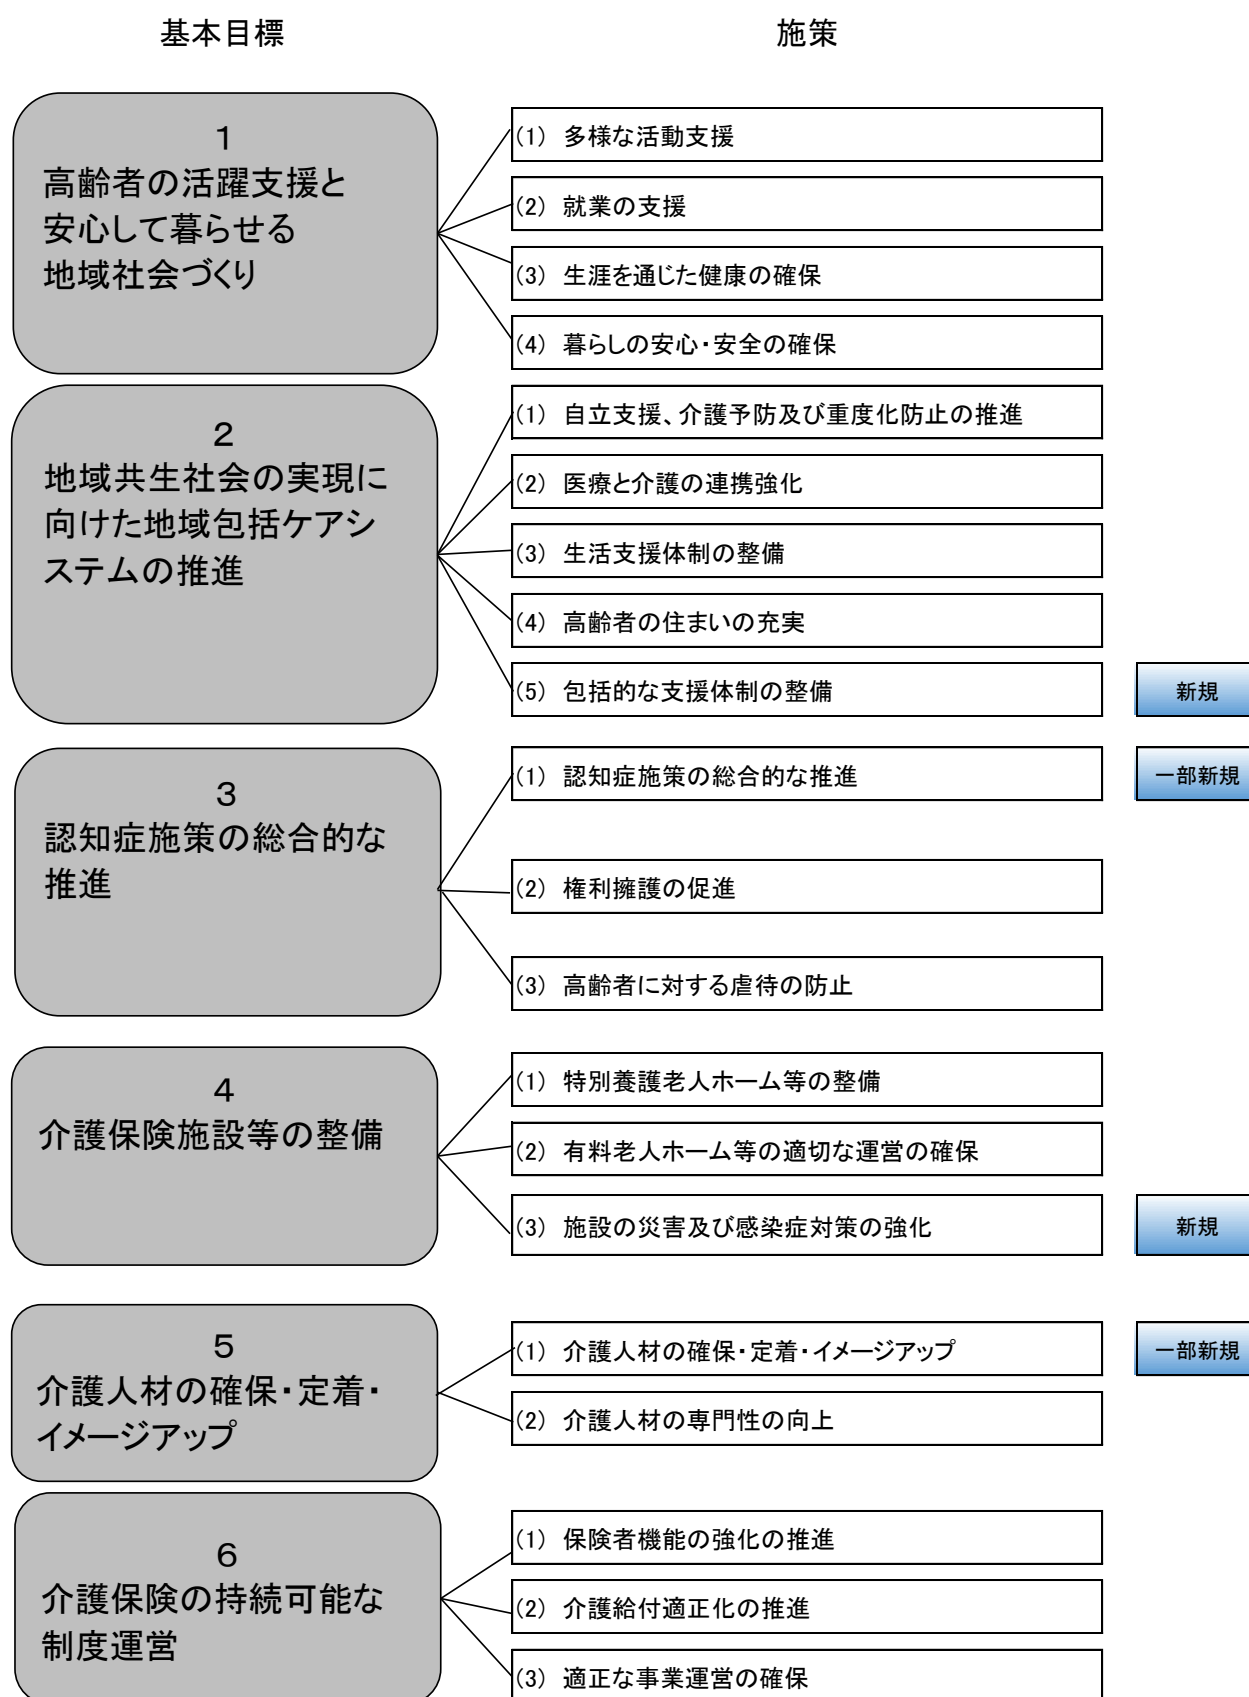 基本目標
施策
1
高齢者の活躍支援と
安心して暮らせる
地域社会づくり
(1) 多様な活動支援
(2) 就業の支援
(3) 生涯を通じた健康の確保
(4) 暮らしの安心・安全の確保
2
地域共生社会の実現に
向けた地域包括ケアシ
ステムの推進
(1) 自立支援、介護予防及び重度化防止の推進
(2) 医療と介護の連携強化
(3) 生活支援体制の整備
(4) 高齢者の住まいの充実
(5) 包括的な支援体制の整備
新規
3
認知症施策の総合的な
推進
(1) 認知症施策の総合的な推進
一部新規
(2) 権利擁護の促進
(3) 高齢者に対する虐待の防止
4
介護保険施設等の整備
(1) 特別養護老人ホーム等の整備
(2) 有料老人ホーム等の適切な運営の確保
(3) 施設の災害及び感染症対策の強化
新規
5
介護人材の確保・定着・
イメージアップ
(1) 介護人材の確保・定着・イメージアップ
一部新規
(2) 介護人材の専門性の向上
6
介護保険の持続可能な
制度運営
(1) 保険者機能の強化の推進
(2) 介護給付適正化の推進
(3) 適正な事業運営の確保